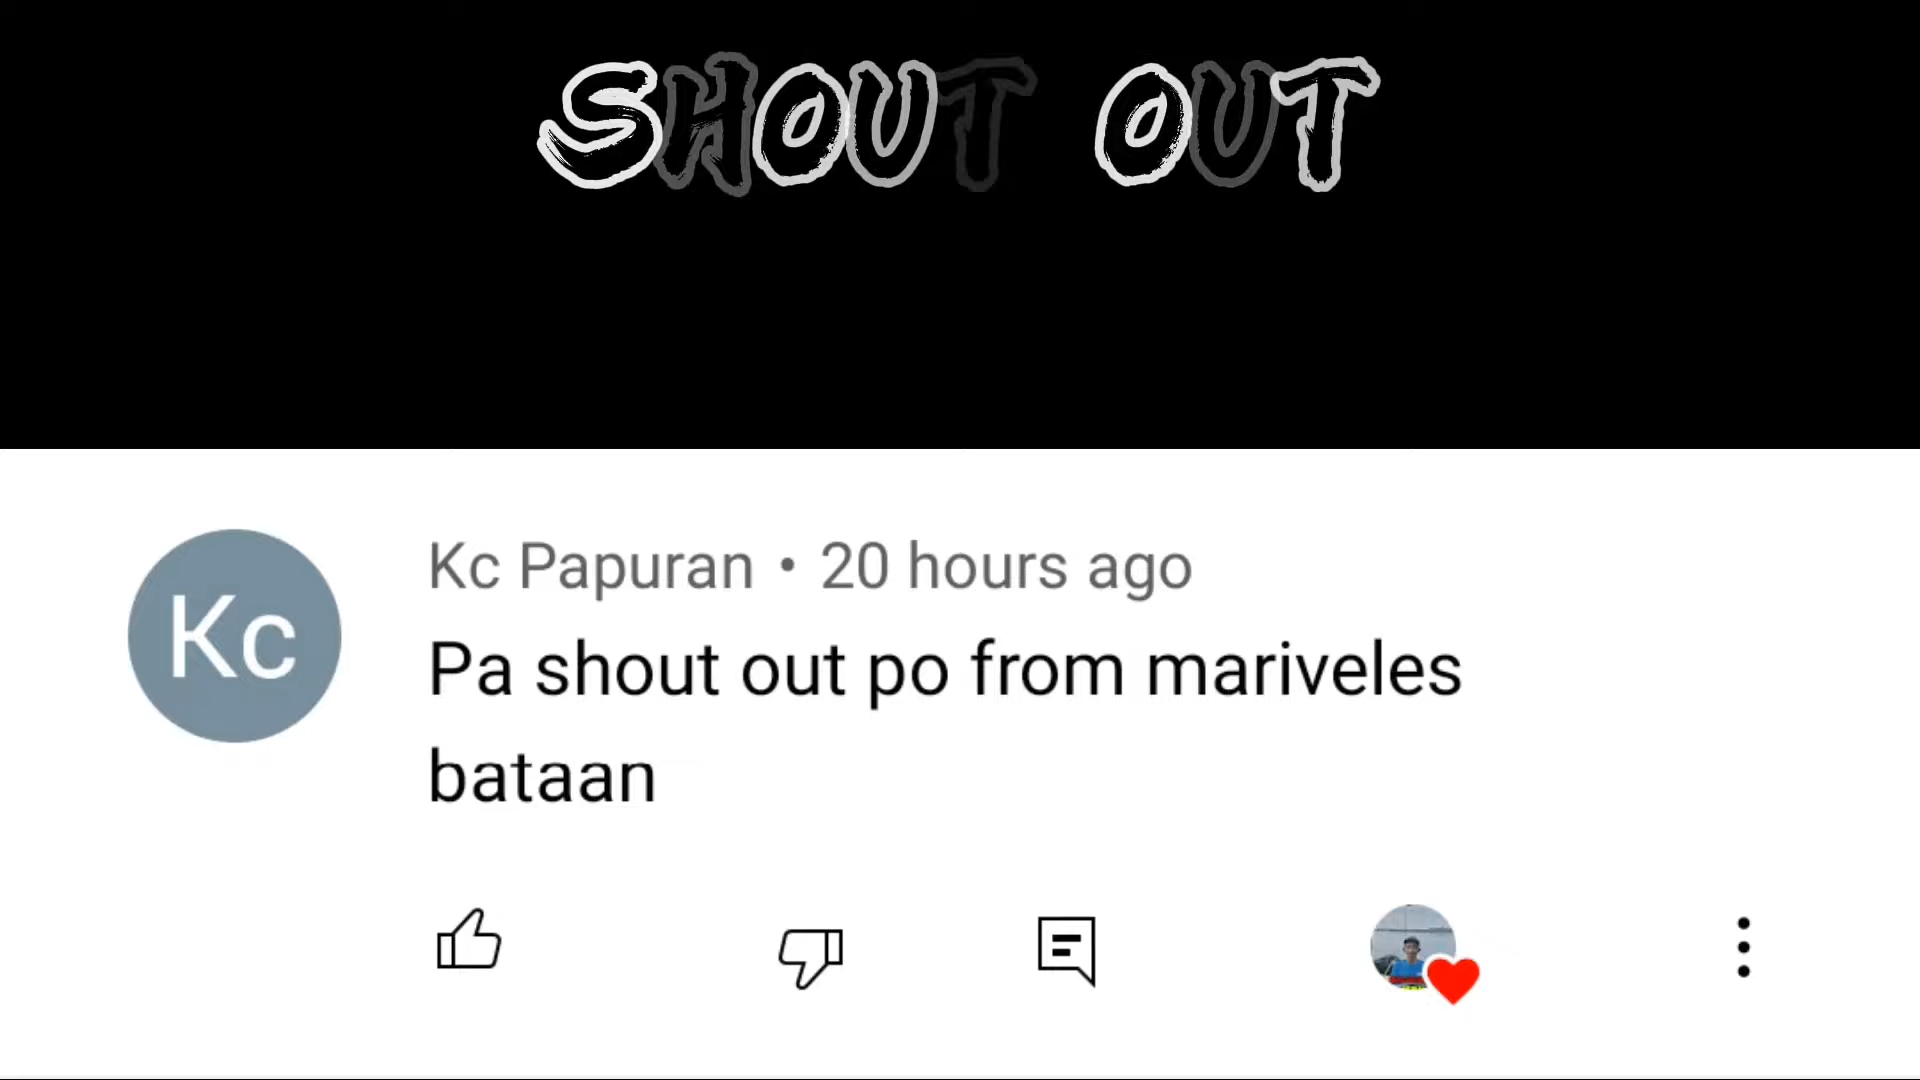 SHOUT OUT
Kc
Kc Papuran • 20 hours ago
Pa shout out po from mariveles
bataan